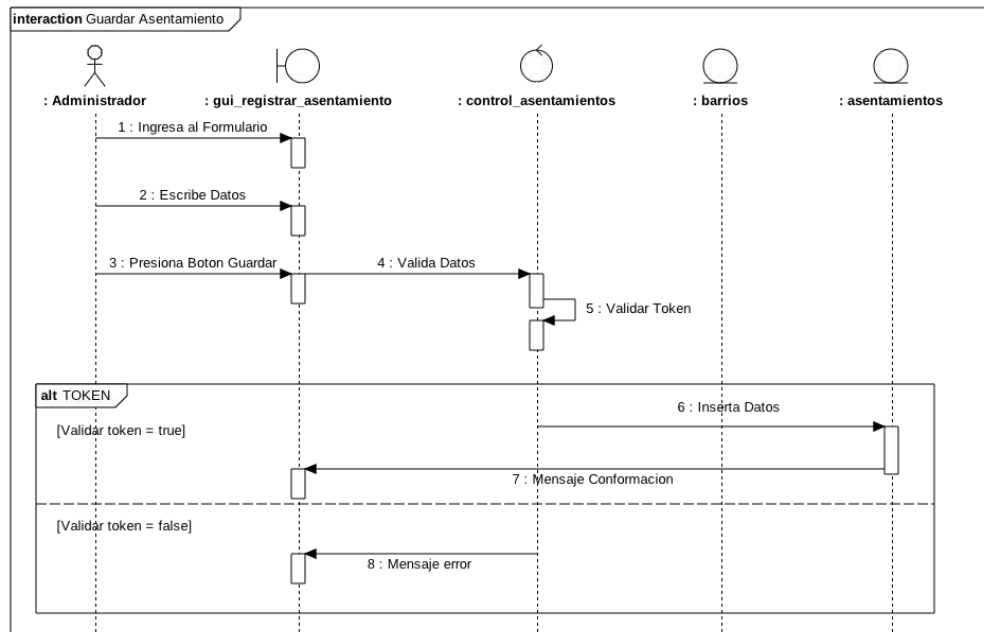 interaction Guardar Asentamiento
: Administrador
: gui_registrar_asentamiento
: control_asentamientos
: barrios
: asentamientos
1 : Ingresa al Formulario
2 : Escribe Datos
3 : Presiona Boton Guardar
4 : Valida Datos
5 : Validar Token
alt TOKEN
6 : Inserta Datos
[Validar token = true]
7 : Mensaje Conformacion
[Validar token = false]
8 : Mensaje error